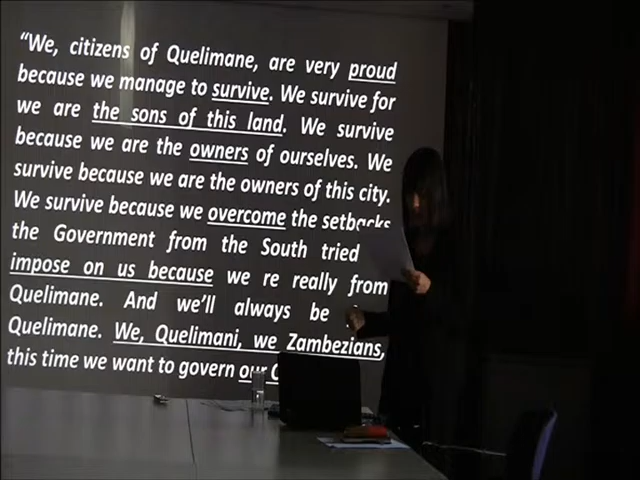 “We, citizens of Quelimane, are very proud
because we manage to survive. We survive for
we are the sons of this land. We survive
because we are the owners of ourselves. We
survive because we are the owners of this city.
We survive because we overcome the setbacks
the Government from the South tried
impose on us because we re really from
Quelimane. And we’ll always be
Quelimane. We, Quelimani, we Zambezians,
this time we want to govern our